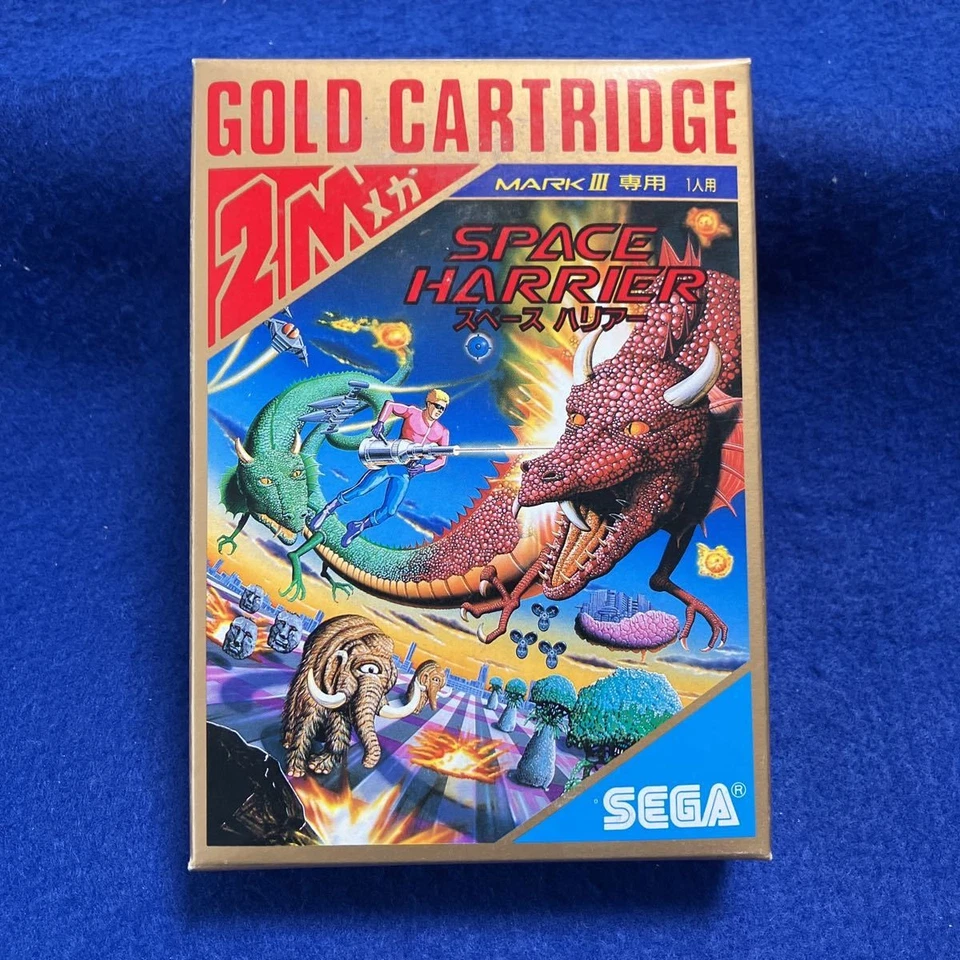 GOLD CARTRIDGE
2Mメガ
MARK III 専用 1人用
SPACE
HARRIER
スペース ハリアー
SEGA®